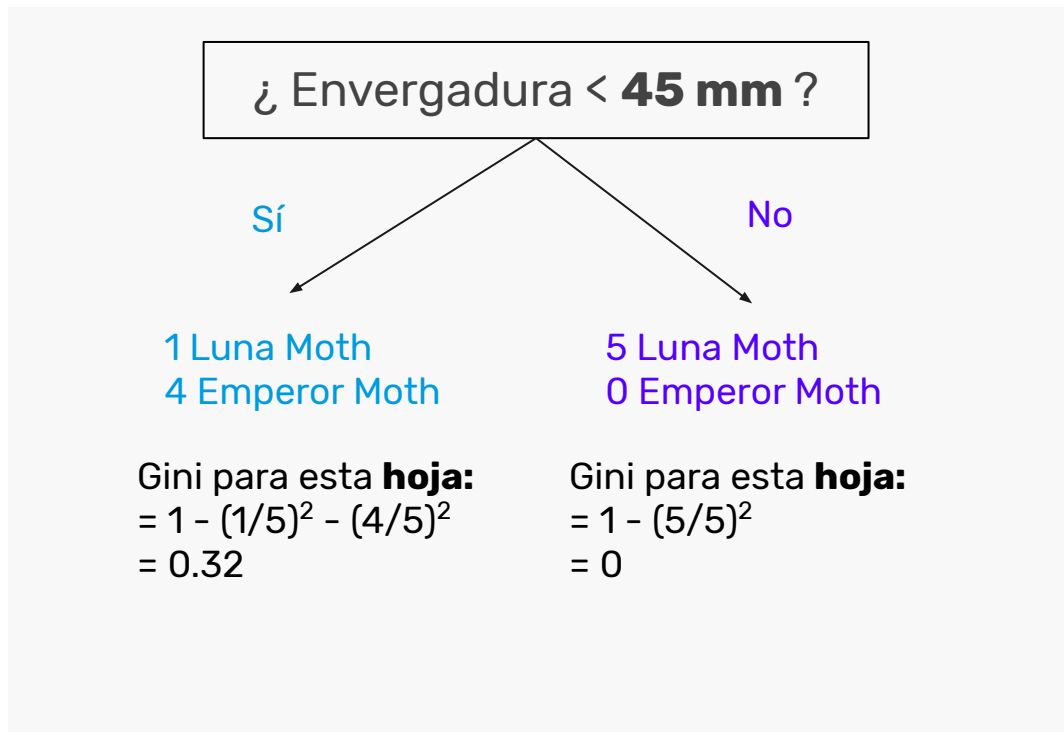 ¿ Envergadura < 45 mm ?
Sí
No
1 Luna Moth
4 Emperor Moth
5 Luna Moth
0 Emperor Moth
Gini para esta hoja:
= 1 - (1/5)² - (4/5)²
= 0.32
Gini para esta hoja:
= 1 - (5/5)²
= 0